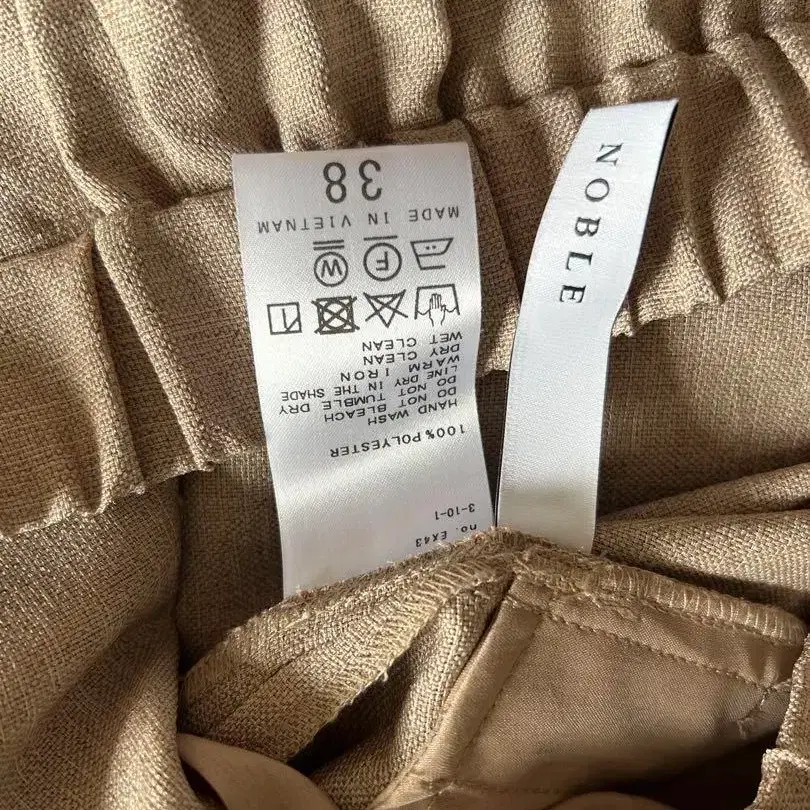 no. EX43
3-10-1
100% POLYESTER
HAND WASH
DO NOT BLEACH
DO NOT TUMBLE DRY
LINE DRY IN THE SHADE
WARM IRON
DRY CLEAN
WET CLEAN
F W
MADE IN VIETNAM
38
NOBLE